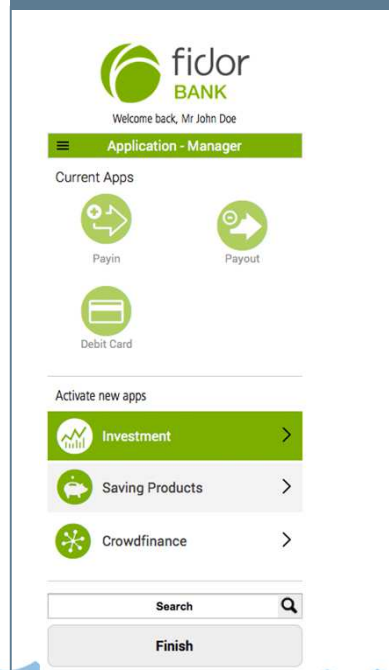 fidor
BANK
Welcome back, Mr John Doe
Application - Manager
Current Apps
Payin Payout
Debit Card
Activate new apps
Investment
Saving Products
Crowdfinance
Search
Finish